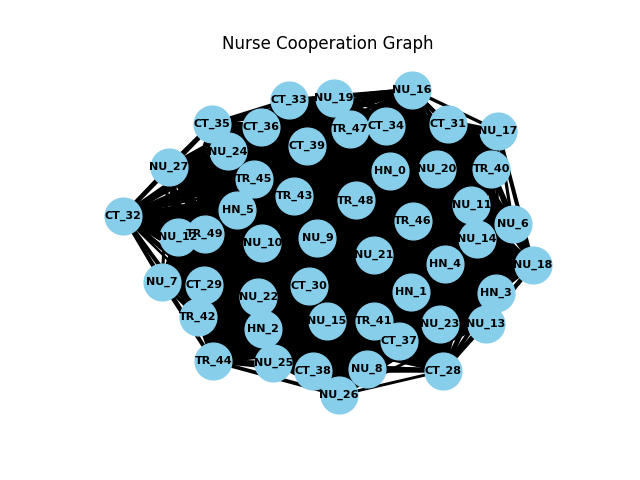 Nurse Cooperation Graph
NU_16
CT_33
NU_19
CT_35
CT_36
TR_47
CT_34
CT_31
NU_17
NU_24
CT_39
NU_27
TR_45
HN_0
NU_20
TR_40
TR_43
TR_48
CT_32
HN_5
NU_11
TR_46
NU_6
NU_12
TR_49
NU_10
NU_9
NU_14
NU_21
HN_4
NU_18
NU_7
CT_29
NU_22
CT_30
HN_1
HN_3
TR_42
HN_2
NU_15
TR_41
NU_23
NU_13
CT_37
TR_44
NU_25
CT_38
NU_8
CT_28
NU_26